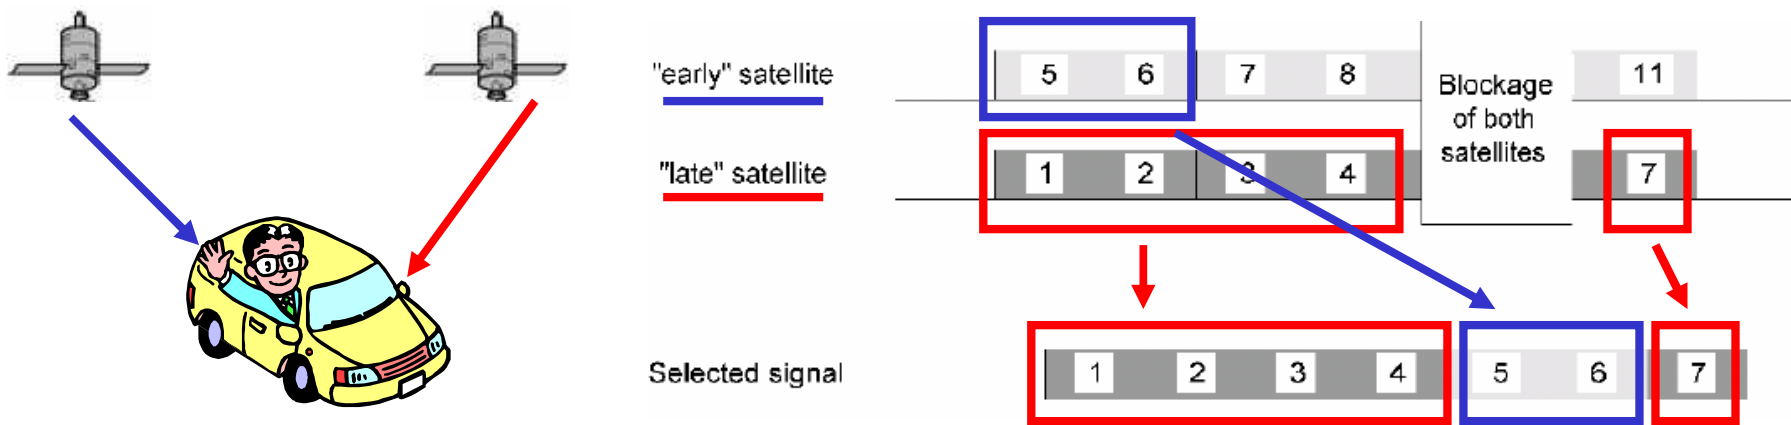 "early" satellite
5 6 7 8
Blockage
of both
satellites
11
"late" satellite
1 2 3 4
7
Selected signal
1 2 3 4 5 6 7